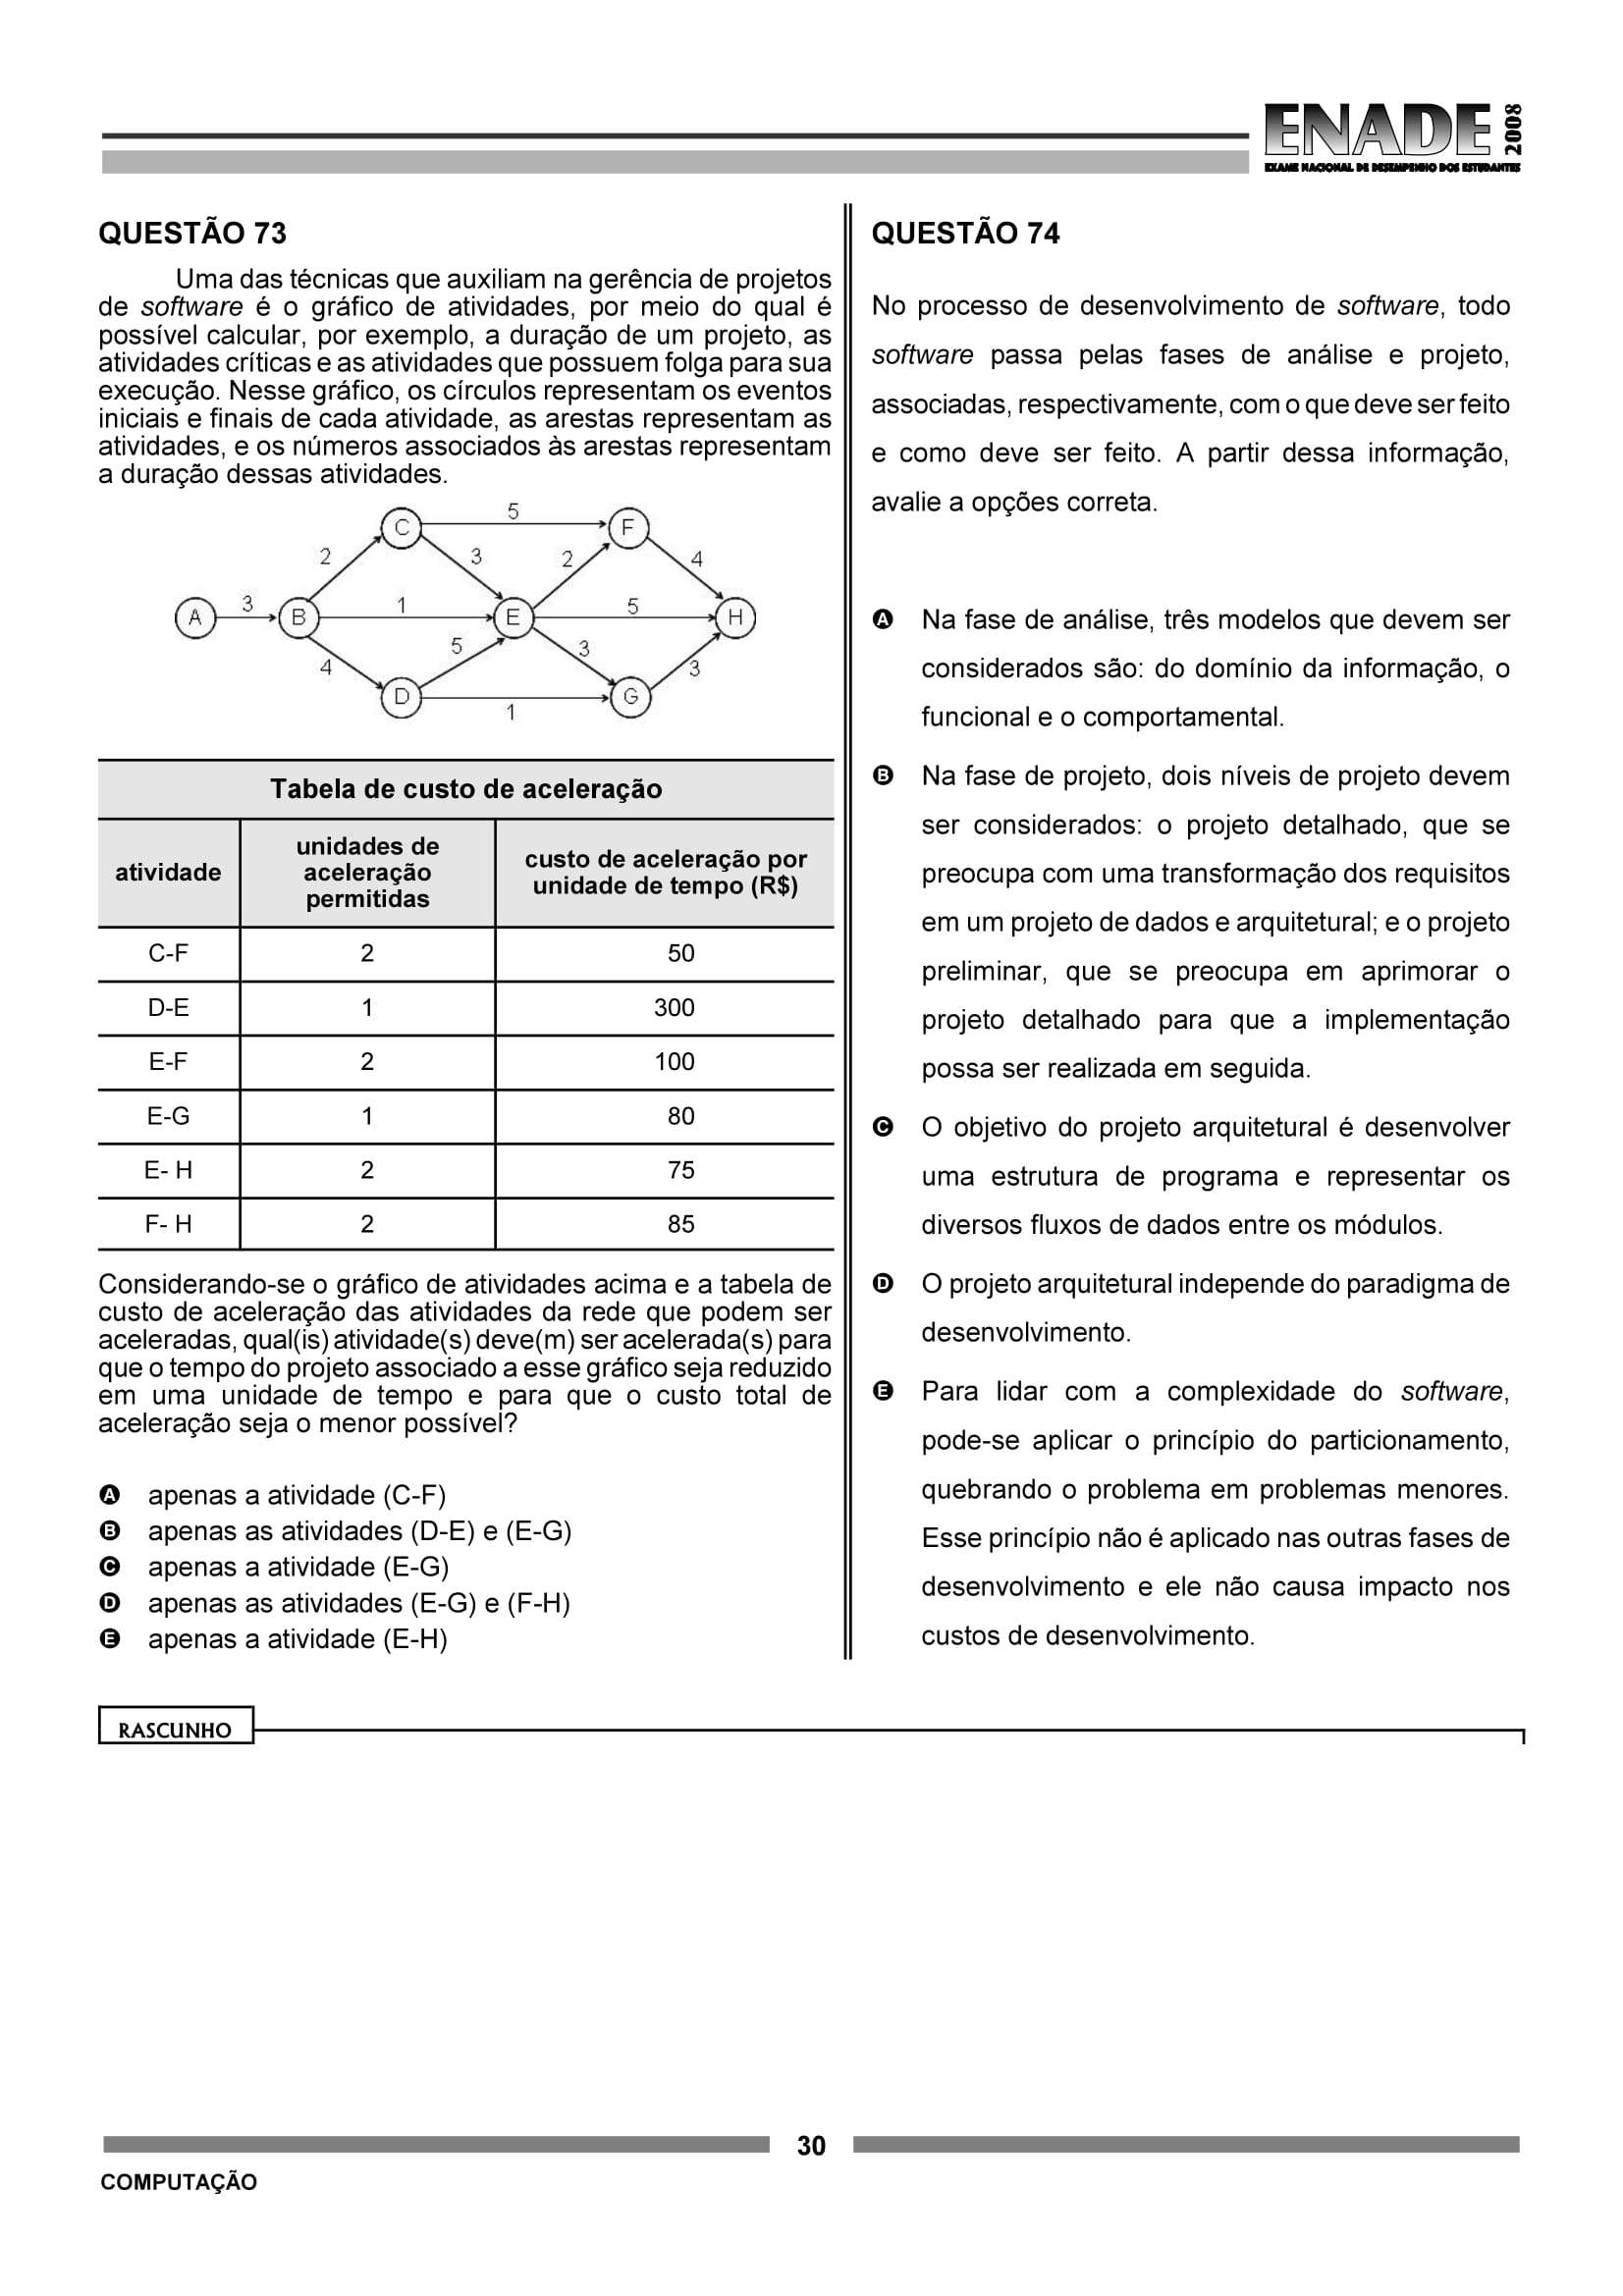 ENADE 2008
EXAME NACIONAL DE DESEMPENHO DOS ESTUDANTES
QUESTÃO 73
Uma das técnicas que auxiliam na gerência de projetos
de software é o gráfico de atividades, por meio do qual é
possível calcular, por exemplo, a duração de um projeto, as
atividades críticas e as atividades que possuem folga para sua
execução. Nesse gráfico, os círculos representam os eventos
iniciais e finais de cada atividade, as arestas representam as
atividades, e os números associados às arestas representam
a duração dessas atividades.
5
C F
2 3 2 4
3 1 5
A B E H
5 3
4 3
D G
1
Tabela de custo de aceleração
atividade unidades de aceleração permitidas custo de aceleração por unidade de tempo (R$)
C-F 2 50
D-E 1 300
E-F 2 100
E-G 1 80
E- H 2 75
F- H 2 85
Considerando-se o gráfico de atividades acima e a tabela de
custo de aceleração das atividades da rede que podem ser
aceleradas, qual(is) atividade(s) deve(m) ser acelerada(s) para
que o tempo do projeto associado a esse gráfico seja reduzido
em uma unidade de tempo e para que o custo total de
aceleração seja o menor possível?
A apenas a atividade (C-F)
B apenas as atividades (D-E) e (E-G)
C apenas a atividade (E-G)
D apenas as atividades (E-G) e (F-H)
E apenas a atividade (E-H)
QUESTÃO 74
No processo de desenvolvimento de software, todo
software passa pelas fases de análise e projeto,
associadas, respectivamente, com o que deve ser feito
e como deve ser feito. A partir dessa informação,
avalie a opções correta.
A Na fase de análise, três modelos que devem ser
considerados são: do domínio da informação, o
funcional e o comportamental.
B Na fase de projeto, dois níveis de projeto devem
ser considerados: o projeto detalhado, que se
preocupa com uma transformação dos requisitos
em um projeto de dados e arquitetural; e o projeto
preliminar, que se preocupa em aprimorar o
projeto detalhado para que a implementação
possa ser realizada em seguida.
C O objetivo do projeto arquitetural é desenvolver
uma estrutura de programa e representar os
diversos fluxos de dados entre os módulos.
D O projeto arquitetural independe do paradigma de
desenvolvimento.
E Para lidar com a complexidade do software,
pode-se aplicar o princípio do particionamento,
quebrando o problema em problemas menores.
Esse princípio não é aplicado nas outras fases de
desenvolvimento e ele não causa impacto nos
custos de desenvolvimento.
RASCUNHO
30
COMPUTAÇÃO